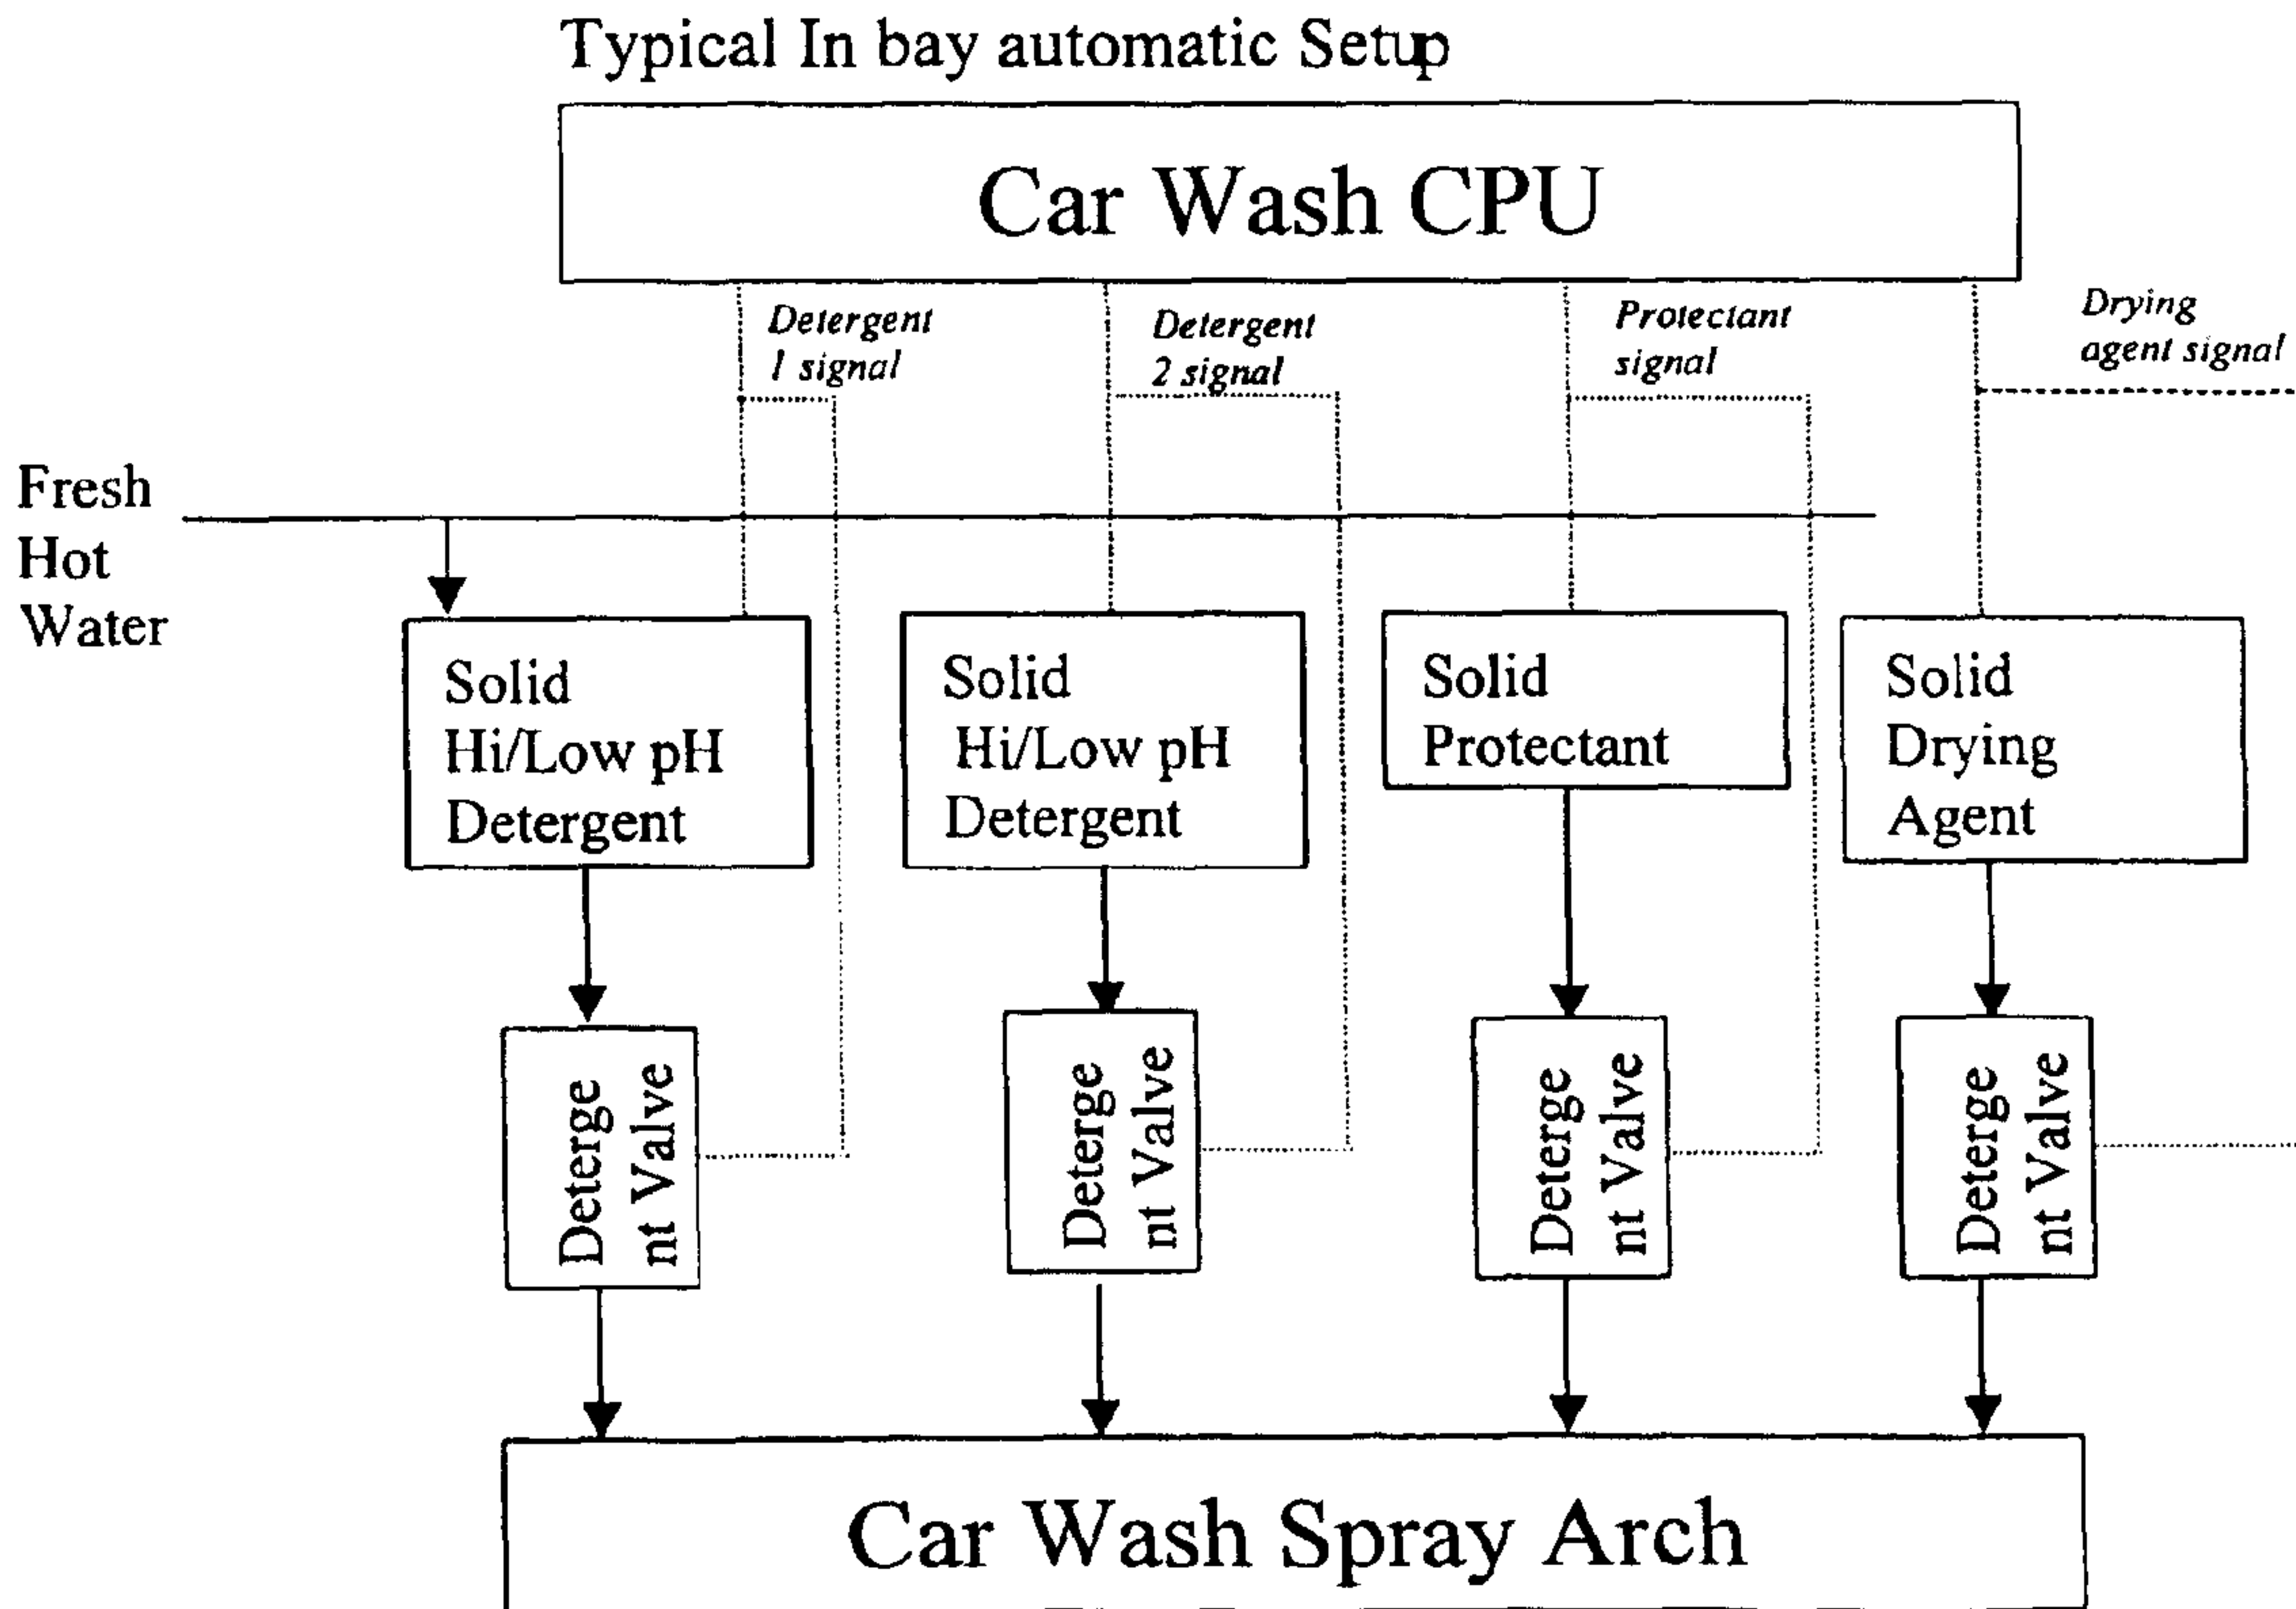 Typical In bay automatic Setup
Car Wash CPU
Detergent
1 signal
Detergent
2 signal
Protectant
signal
Drying
agent signal
Fresh
Hot
Water
Solid
Hi/Low pH
Detergent
Solid
Hi/Low pH
Detergent
Solid
Protectant
Solid
Drying
Agent
Deterge
nt Valve
Deterge
nt Valve
Deterge
nt Valve
Deterge
nt Valve
Car Wash Spray Arch